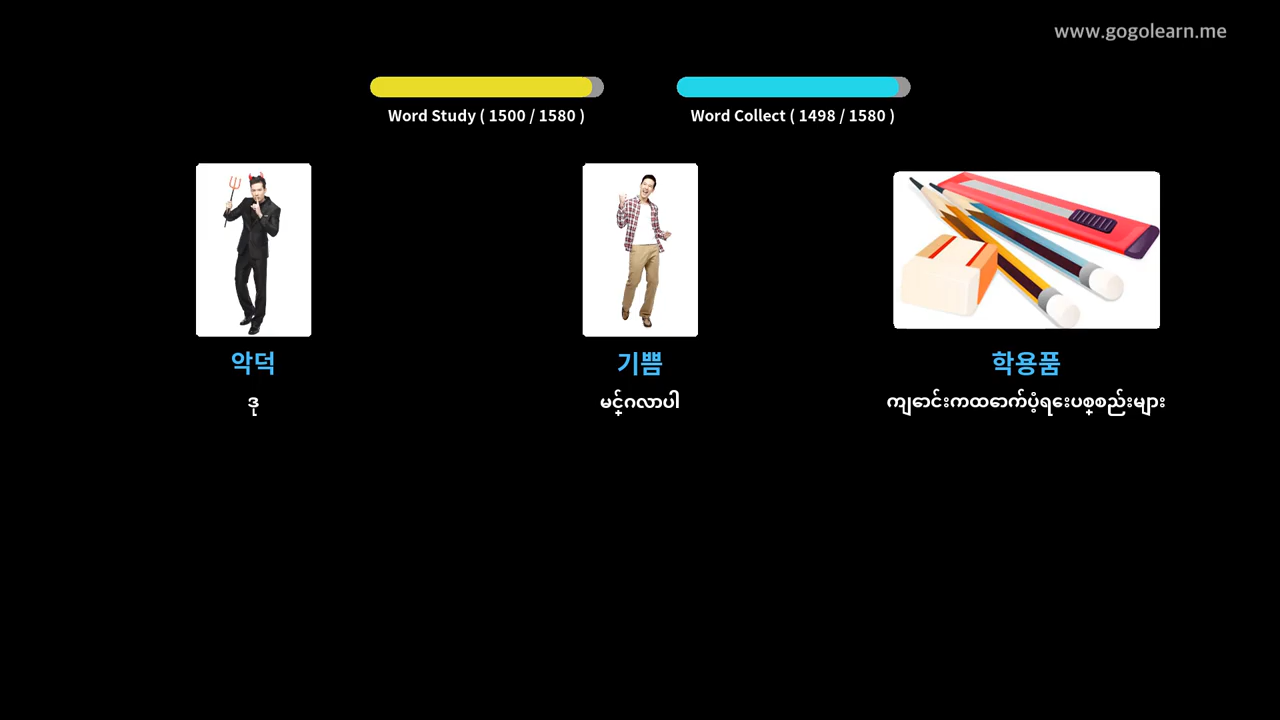 www.gogolearn.me
Word Study ( 1500 / 1580 )
Word Collect ( 1498 / 1580 )
악덕
기쁨
학용품
ဒု
မင်္ဂလာပါ
ကျောင်းကထောက်ပံ့ရေးပစ္စည်းများ